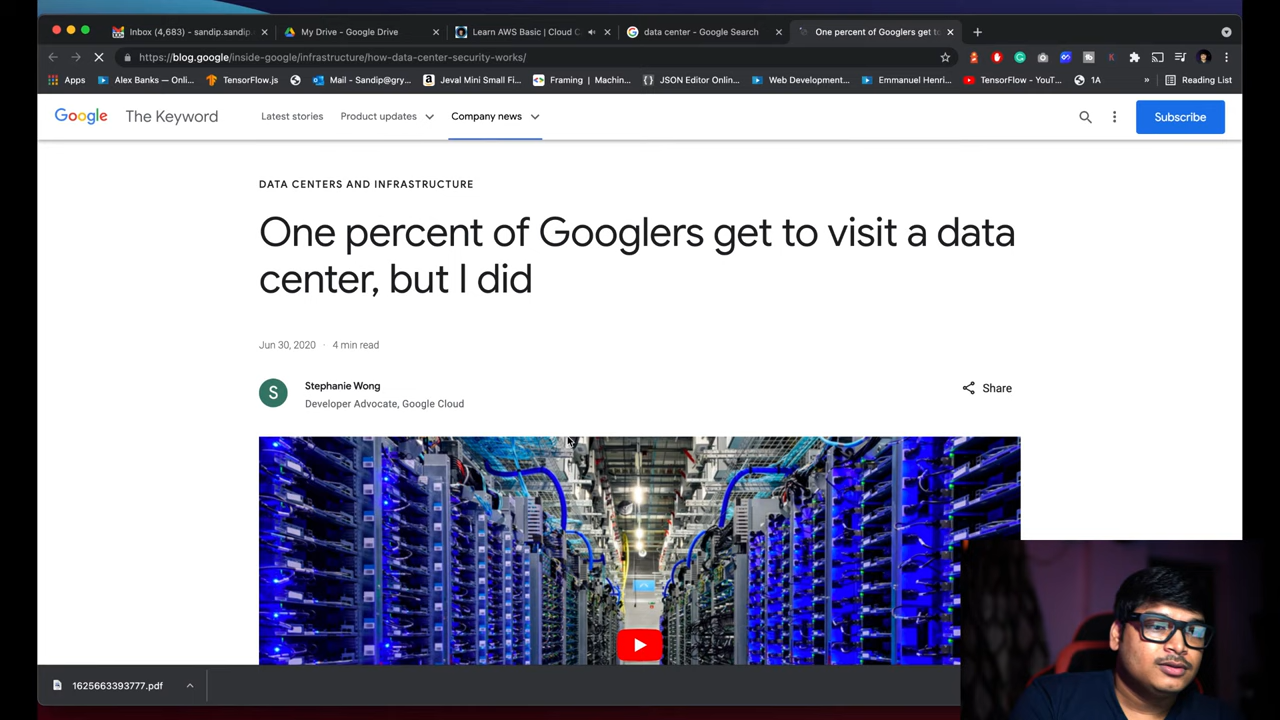 Inbox (4,683) - sandip.sandip.
My Drive - Google Drive
Learn AWS Basic | Cloud C
data center - Google Search
One percent of Googlers get to
https://blog.google/inside-google/infrastructure/how-data-center-security-works/
Apps
Alex Banks — Onli...
TensorFlow.js
Mail - Sandip@gry...
Jeval Mini Small Fi...
Framing | Machin...
JSON Editor Onlin...
Web Development...
Emmanuel Henri...
TensorFlow - YouT...
1A
»
Reading List
Google The Keyword
Latest stories
Product updates
Company news
Subscribe
DATA CENTERS AND INFRASTRUCTURE
One percent of Googlers get to visit a data
center, but I did
Jun 30, 2020 · 4 min read
S
Stephanie Wong
Developer Advocate, Google Cloud
Share
1625663393777.pdf